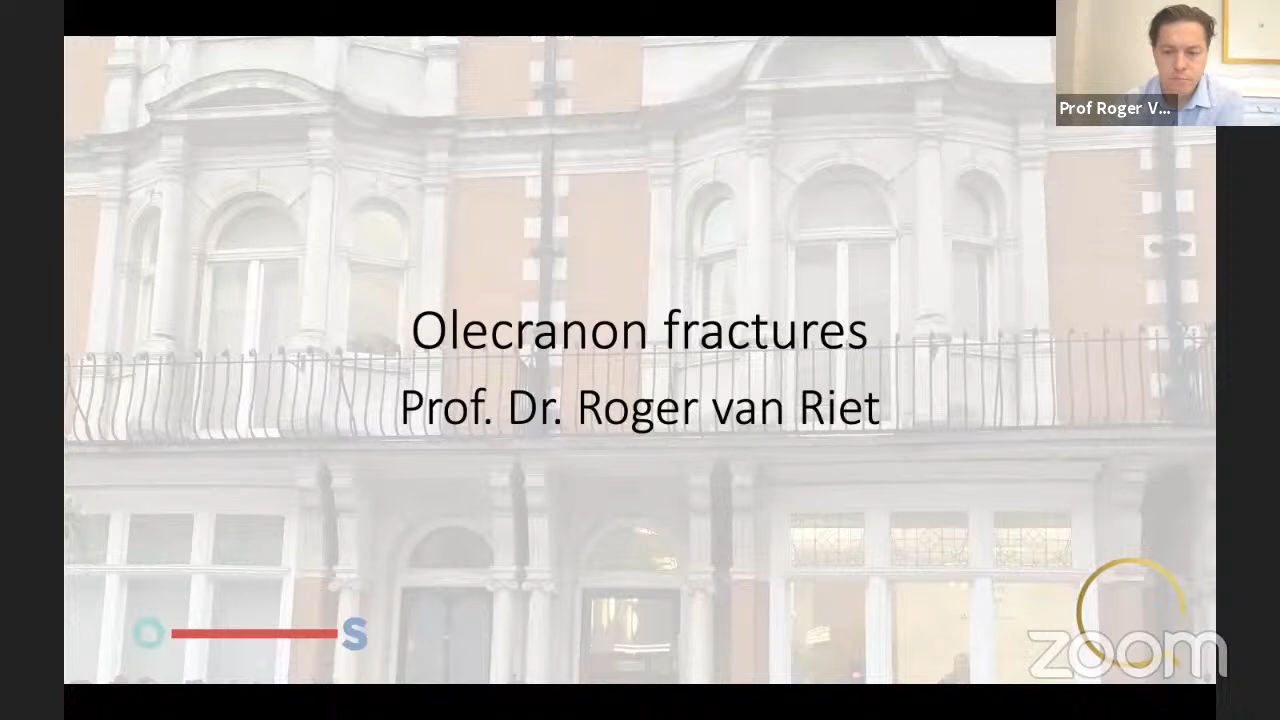 Prof Roger V...
Olecranon fractures
Prof. Dr. Roger van Riet
O S
zoom